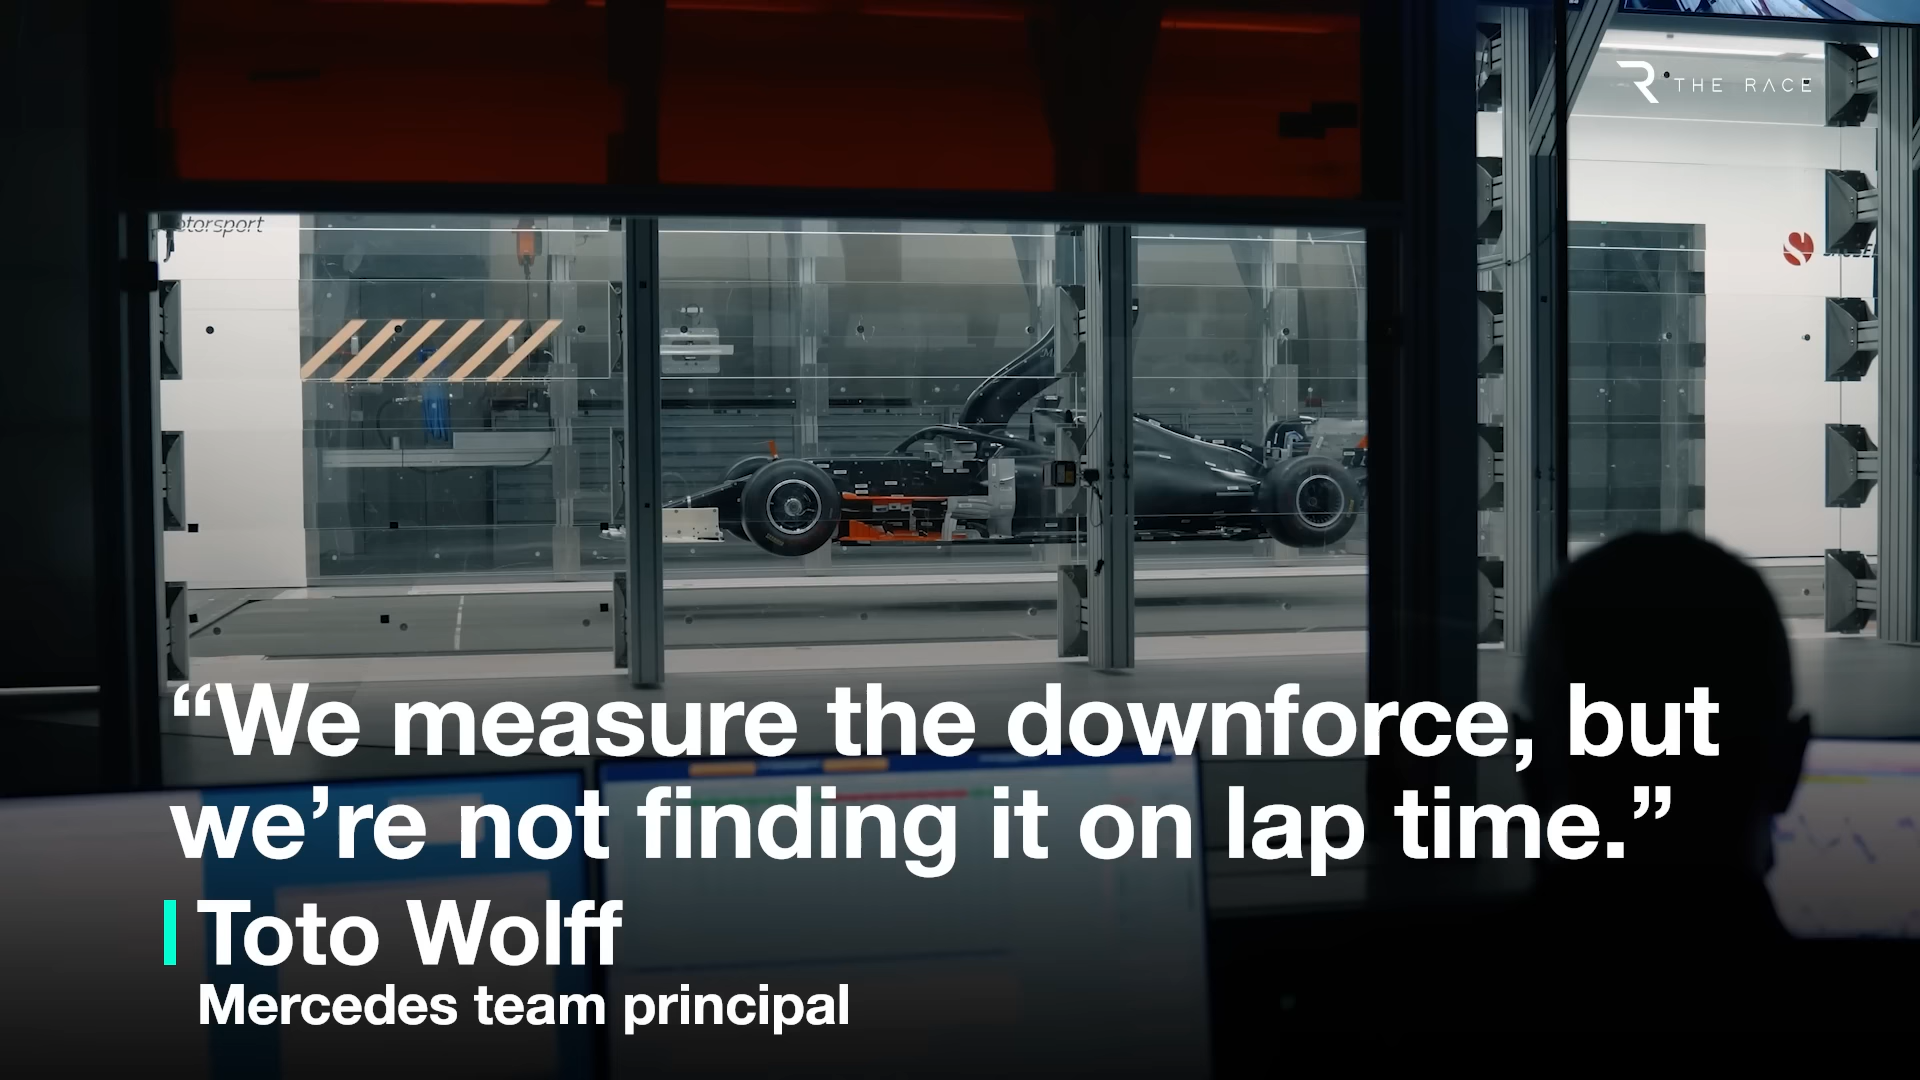 THE RACE
otorsport
“We measure the downforce, but
we’re not finding it on lap time.”
Toto Wolff
Mercedes team principal